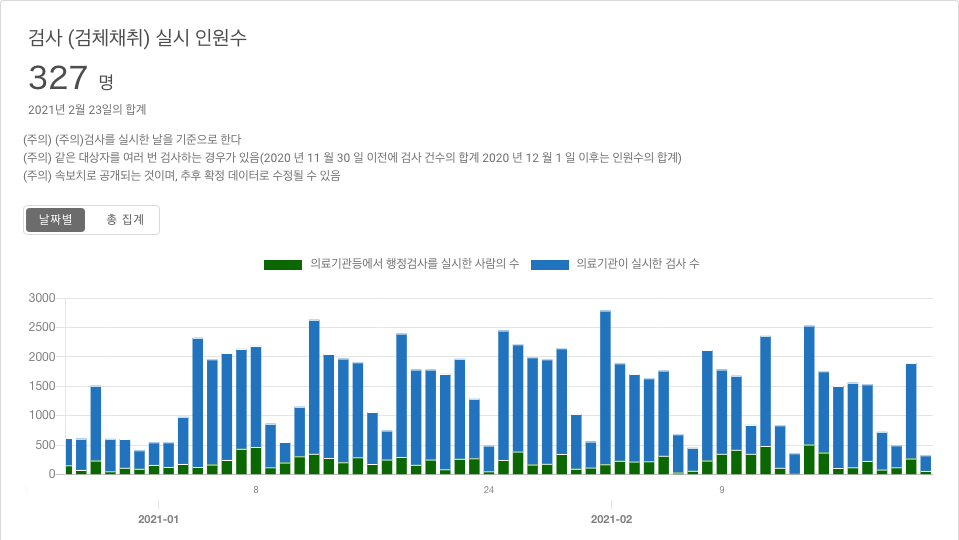 검사 (검체채취) 실시 인원수
327 명
2021년 2월 23일의 합계
(주의) (주의)검사를 실시한 날을 기준으로 한다
(주의) 같은 대상자를 여러 번 검사하는 경우가 있음(2020 년 11 월 30 일 이전에 검사 건수의 합계 2020 년 12 월 1 일 이후는 인원수의 합계)
(주의) 속보치로 공개되는 것이며, 추후 확정 데이터로 수정될 수 있음
날짜별 총 집계
의료기관등에서 행정검사를 실시한 사람의 수 의료기관이 실시한 검사 수
3000
2500
2000
1500
1000
500
0
8 24 9
2021-01 2021-02